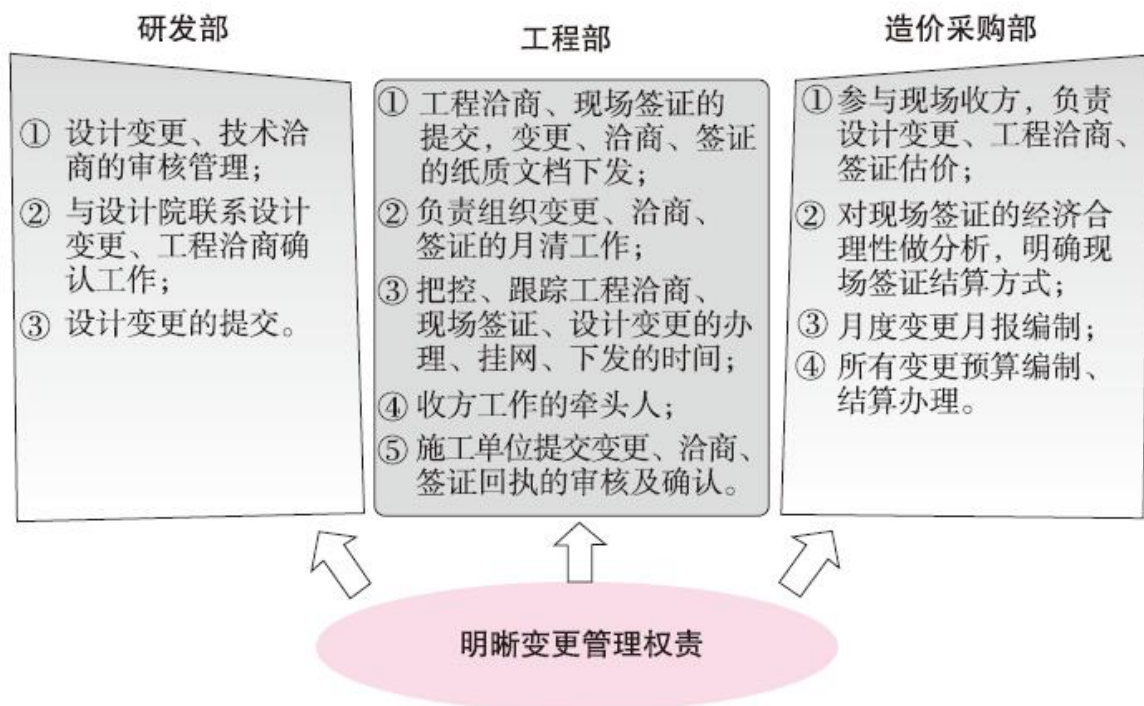 研发部
① 设计变更、技术洽
商的审核管理;
② 与设计院联系设计
变更、工程洽商确
认工作;
③ 设计变更的提交。
工程部
① 工程洽商、现场签证的
提交,变更、洽商、签证
的纸质文档下发;
② 负责组织变更、洽商、
签证的月清工作;
③ 把控、跟踪工程洽商、
现场签证、设计变更的办
理、挂网、下发的时间;
④ 收方工作的牵头人;
⑤ 施工单位提交变更、洽商、
签证回执的审核及确认。
造价采购部
① 参与现场收方,负责
设计变更、工程洽商、
签证估价;
② 对现场签证的经济合
理性做分析,明确现
场签证结算方式;
③ 月度变更月报编制;
④ 所有变更预算编制、
结算办理。
明晰变更管理权责